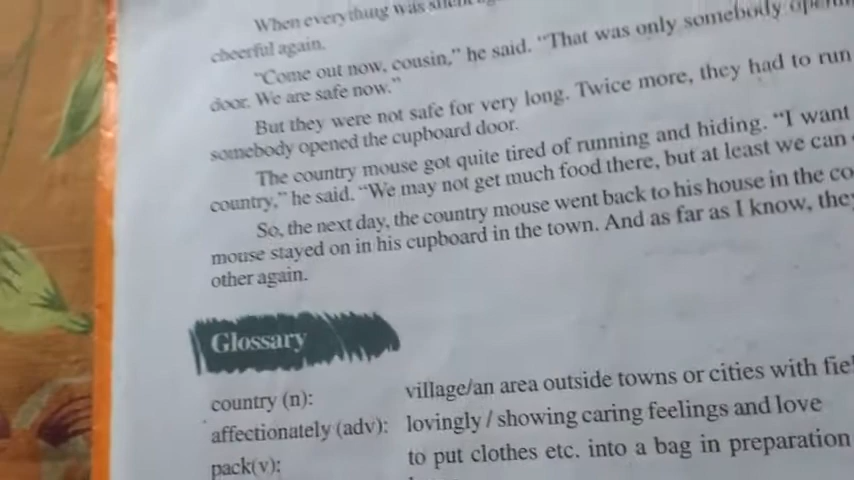 When everything was silent
cheerful again.
"Come out now, cousin," he said. "That was only somebody
door. We are safe now."
But they were not safe for very long. Twice more, they had to run
somebody opened the cupboard door.
The country mouse got quite tired of running and hiding. "I want
country," he said. "We may not get much food there, but at least we can
So, the next day, the country mouse went back to his house in the co
mouse stayed on in his cupboard in the town. And as far as I know, they
other again.
Glossary
country (n): village/an area outside towns or cities with fie
affectionately (adv): lovingly / showing caring feelings and love
pack(v): to put clothes etc. into a bag in preparation